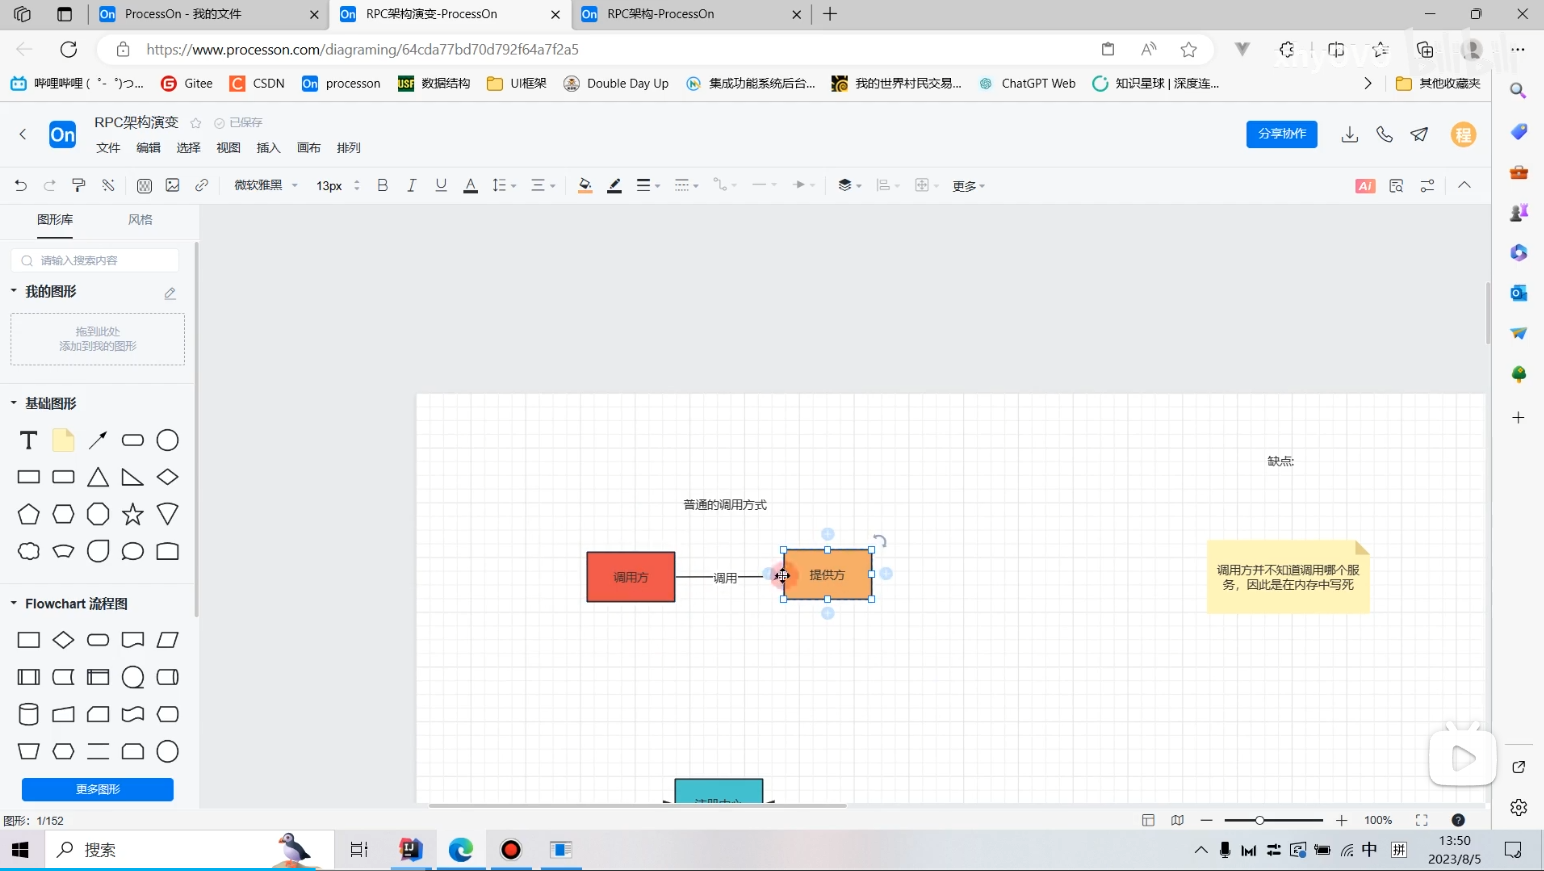 ProcessOn - 我的文件
RPC架构演变-ProcessOn
RPC架构-ProcessOn
https://www.processon.com/diagraming/64cda77bd70d792f64a7f2a5
哔哩哔哩 (゜-゜)つ...
Gitee
CSDN
processon
数据结构
UI框架
Double Day Up
集成功能系统后台...
我的世界村民交易...
ChatGPT Web
知识星球 | 深度连...
其他收藏夹
On
RPC架构演变
已保存
文件 编辑 选择 视图 插入 画布 排列
分享协作
程
微软雅黑
13px
B I U A
更多
AI
图形库 风格
请输入搜索内容
我的图形
拖到此处
添加到我的图形
基础图形
Flowchart 流程图
更多图形
缺点:
普通的调用方式
调用方
调用
提供方
调用方并不知道调用哪个服
务，因此是在内存中写死
图形: 1/152
100%
搜索
中
拼
13:50
2023/8/5